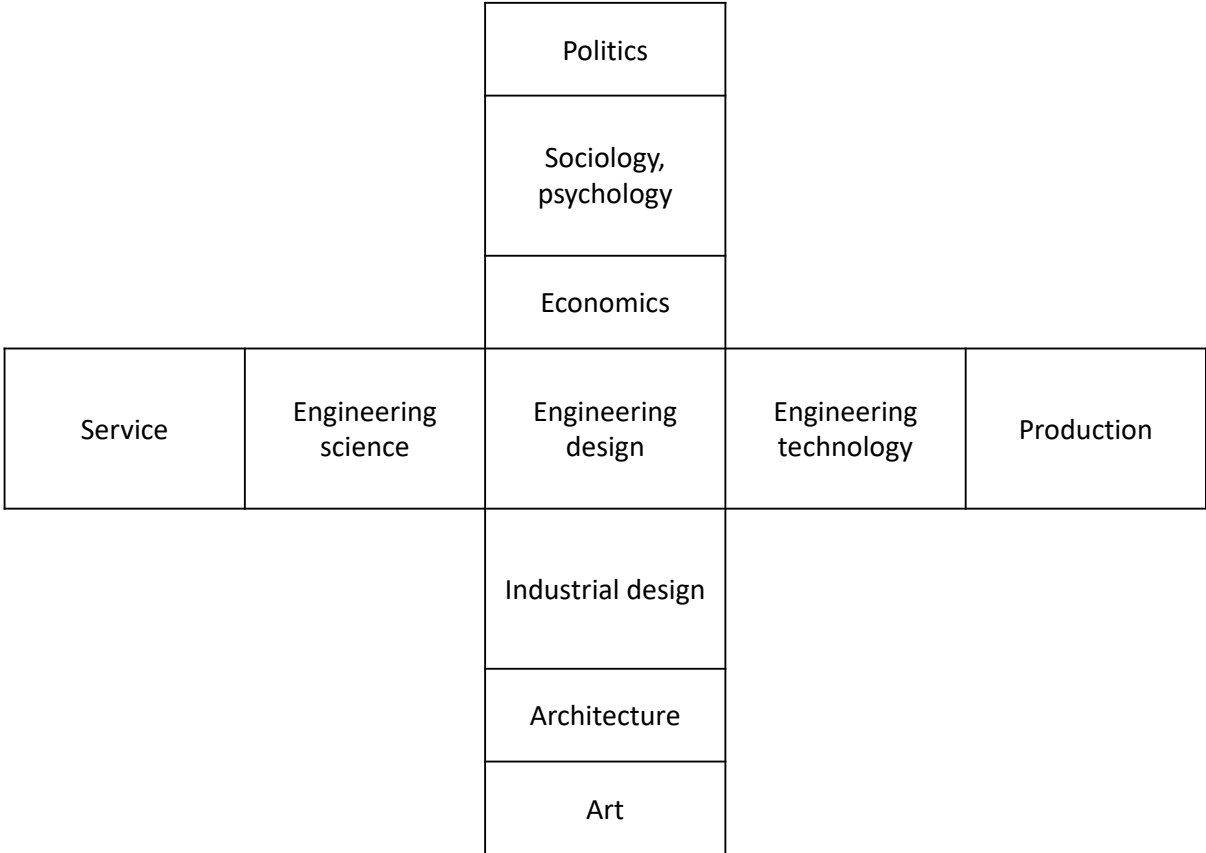 Politics
Sociology,
psychology
Economics
Service
Engineering
science
Engineering
design
Engineering
technology
Production
Industrial design
Architecture
Art